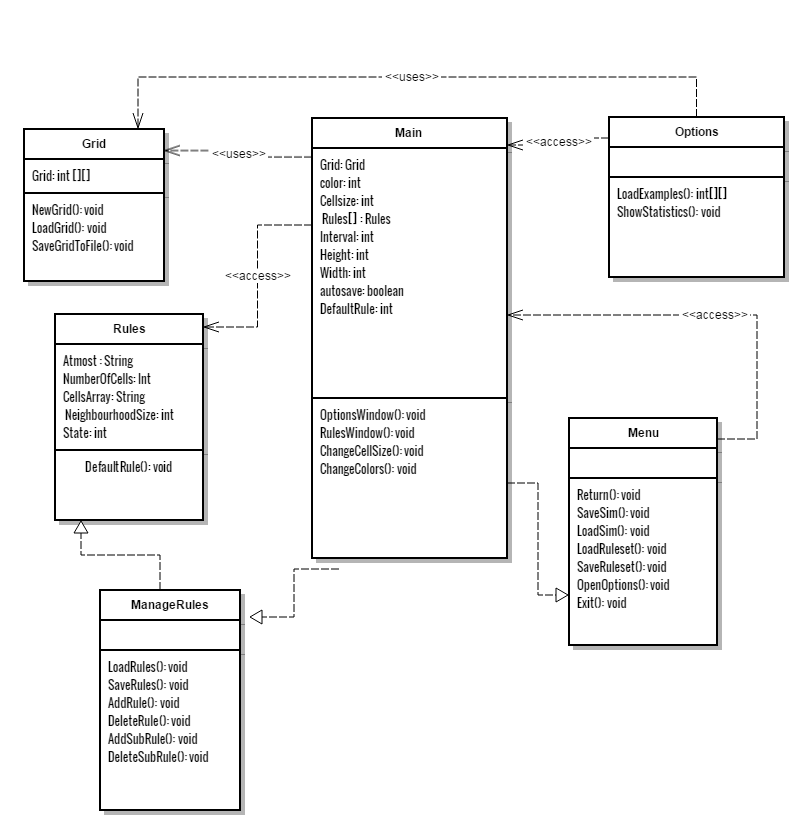 <<uses>>
Grid
Grid: int [][]
NewGrid(): void
LoadGrid(): void
SaveGridToFile(): void
<<uses>>
Main
Grid: Grid
color: int
Cellsize: int
Rules[] : Rules
Interval: int
Height: int
Width: int
autosave: boolean
DefaultRule: int
OptionsWindow(): void
RulesWindow(): void
ChangeCellSize(): void
ChangeColors(): void
<<access>>
Options
LoadExamples(): int[][]
ShowStatistics(): void
<<access>>
Rules
Atmost : String
NumberOfCells: Int
CellsArray: String
NeighbourhoodSize: int
State: int
DefaultRule(): void
<<access>>
Menu
Return(): void
SaveSim(): void
LoadSim(): void
LoadRuleset(): void
SaveRuleset(): void
OpenOptions(): void
Exit(): void
ManageRules
LoadRules(): void
SaveRules(): void
AddRule(): void
DeleteRule(): void
AddSubRule(): void
DeleteSubRule(): void